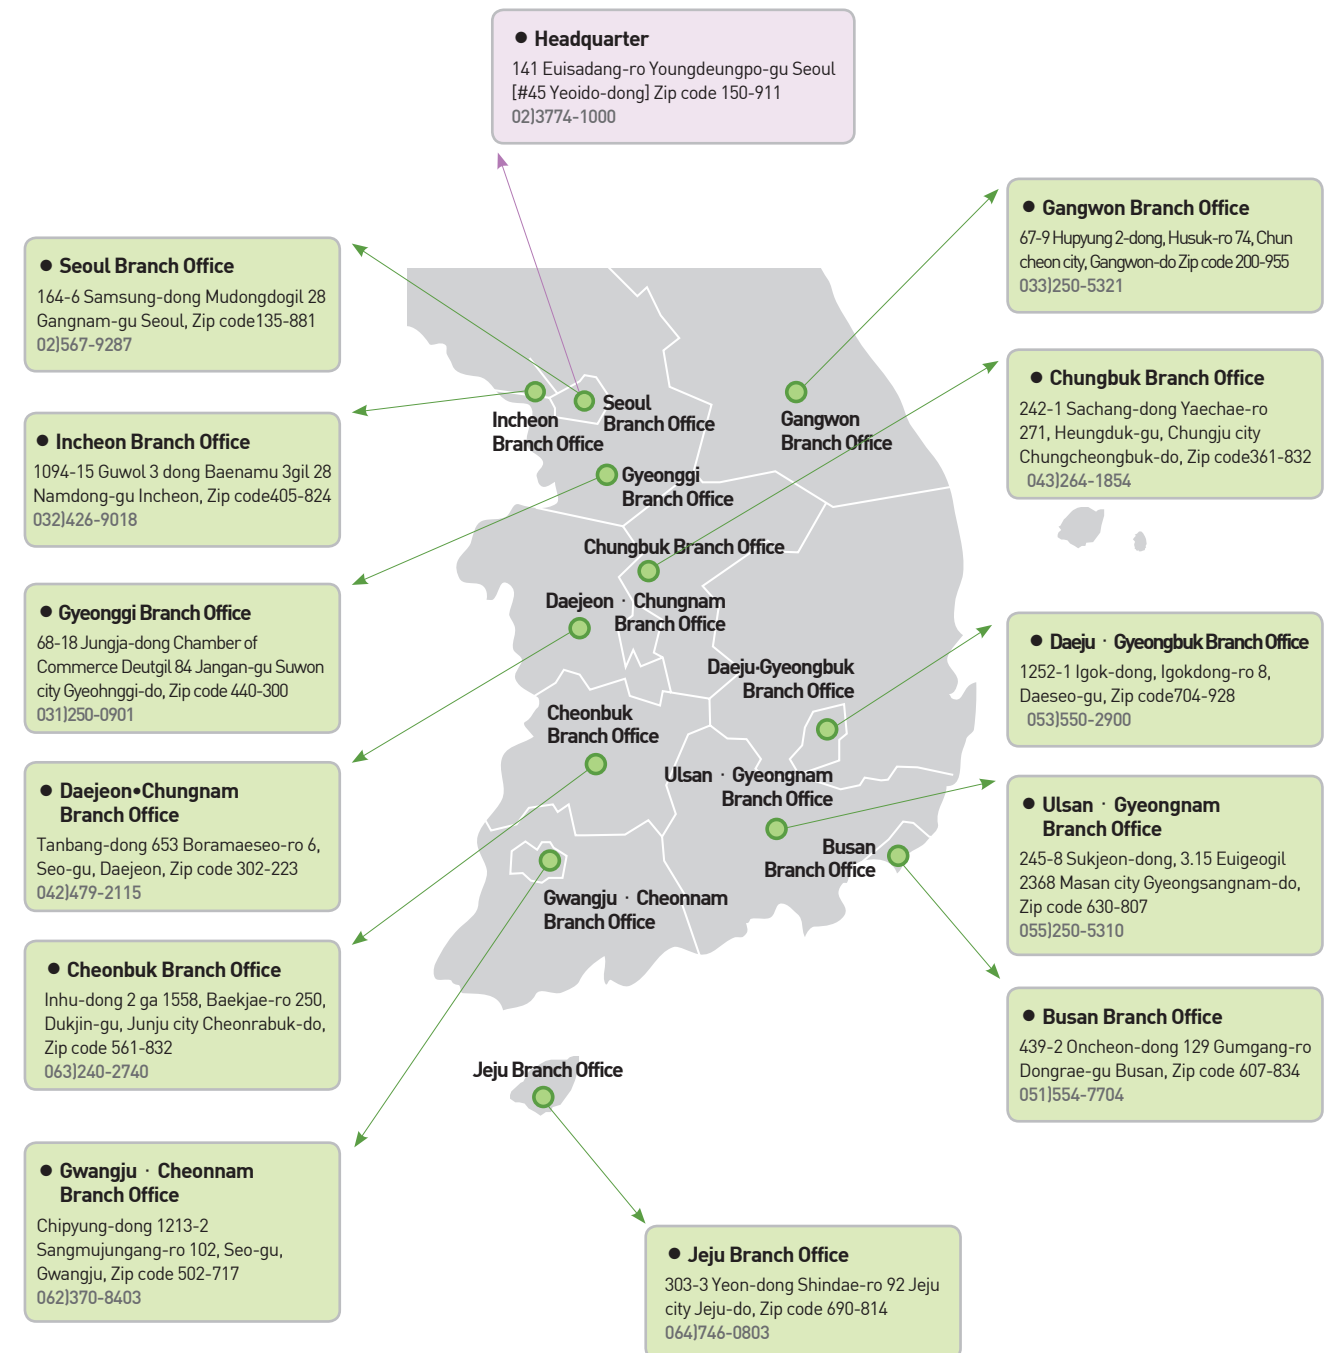 ● Headquarter
141 Euisadang-ro Youngdeungpo-gu Seoul
[#45 Yeoido-dong] Zip code 150-911
02)3774-1000
● Seoul Branch Office
164-6 Samsung-dong Mudongdogil 28
Gangnam-gu Seoul, Zip code135-881
02)567-9287
● Incheon Branch Office
1094-15 Guwol 3 dong Baenamu 3gil 28
Namdong-gu Incheon, Zip code405-824
032)426-9018
● Gyeonggi Branch Office
68-18 Jungja-dong Chamber of
Commerce Deutgil 84 Jangan-gu Suwon
city Gyeohnggi-do, Zip code 440-300
031)250-0901
● Daejeon•Chungnam
Branch Office
Tanbang-dong 653 Boramaeseo-ro 6,
Seo-gu, Daejeon, Zip code 302-223
042)479-2115
● Cheonbuk Branch Office
Inhu-dong 2 ga 1558, Baekjae-ro 250,
Dukjin-gu, Junju city Cheonrabuk-do,
Zip code 561-832
063)240-2740
● Gwangju · Cheonnam
Branch Office
Chipyung-dong 1213-2
Sangmujungang-ro 102, Seo-gu,
Gwangju, Zip code 502-717
062)370-8403
Incheon
Branch Office
Seoul
Branch Office
Gangwon
Branch Office
Gyeonggi
Branch Office
Chungbuk Branch Office
Daejeon · Chungnam
Branch Office
Daeju·Gyeongbuk
Branch Office
Cheonbuk
Branch Office
Ulsan · Gyeongnam
Branch Office
Busan
Branch Office
Gwangju · Cheonnam
Branch Office
Jeju Branch Office
● Gangwon Branch Office
67-9 Hupyung 2-dong, Husuk-ro 74, Chun
cheon city, Gangwon-do Zip code 200-955
033)250-5321
● Chungbuk Branch Office
242-1 Sachang-dong Yaechae-ro
271, Heungduk-gu, Chungju city
Chungcheongbuk-do, Zip code361-832
043)264-1854
● Daeju · Gyeongbuk Branch Office
1252-1 Igok-dong, Igokdong-ro 8,
Daeseo-gu, Zip code704-928
053)550-2900
● Ulsan · Gyeongnam
Branch Office
245-8 Sukjeon-dong, 3.15 Euigeogil
2368 Masan city Gyeongsangnam-do,
Zip code 630-807
055)250-5310
● Busan Branch Office
439-2 Oncheon-dong 129 Gumgang-ro
Dongrae-gu Busan, Zip code 607-834
051)554-7704
● Jeju Branch Office
303-3 Yeon-dong Shindae-ro 92 Jeju
city Jeju-do, Zip code 690-814
064)746-0803